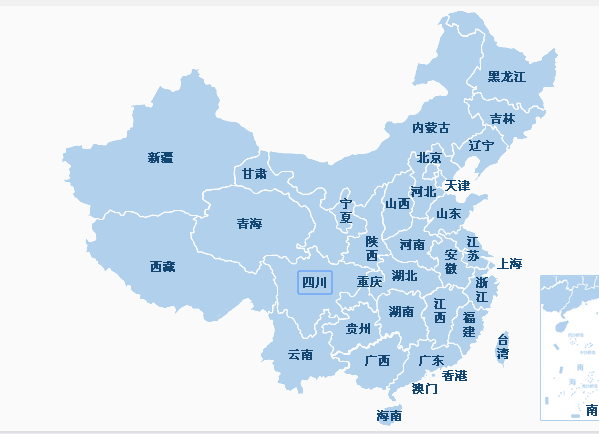 黑龙江
吉林
内蒙古
辽宁
北京
新疆
甘肃
天津
河北
山西
宁夏
山东
青海
陕西
河南
江苏
安徽
上海
西藏
四川
重庆
湖北
浙江
湖南
江西
福建
贵州
台湾
云南
广西
广东
香港
澳门
海南
南
海
南